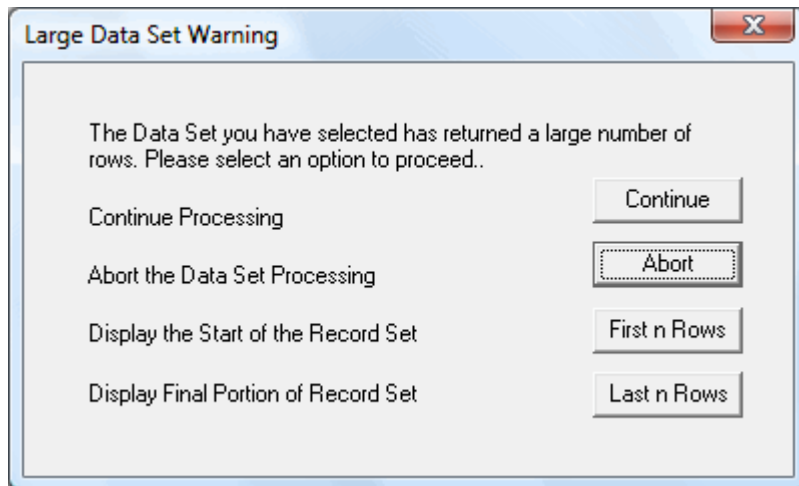 Large Data Set Warning
The Data Set you have selected has returned a large number of
rows. Please select an option to proceed..
Continue Processing
Continue
Abort the Data Set Processing
Abort
Display the Start of the Record Set
First n Rows
Display Final Portion of Record Set
Last n Rows